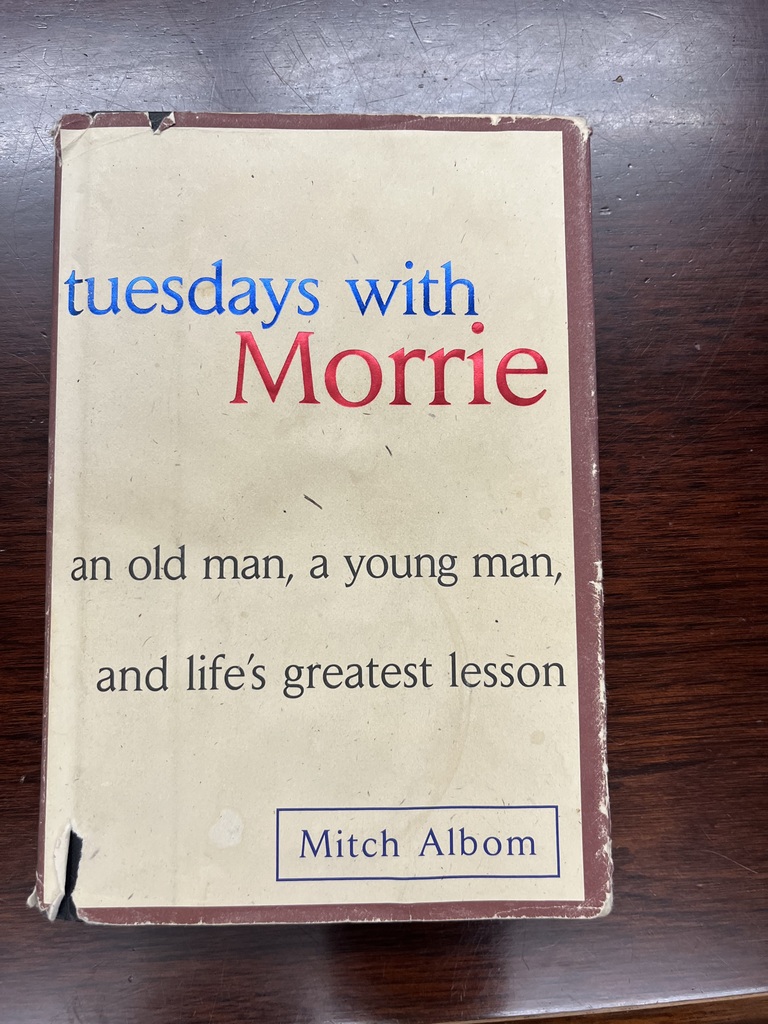 tuesdays with
Morrie
an old man, a young man,
and life's greatest lesson
Mitch Albom